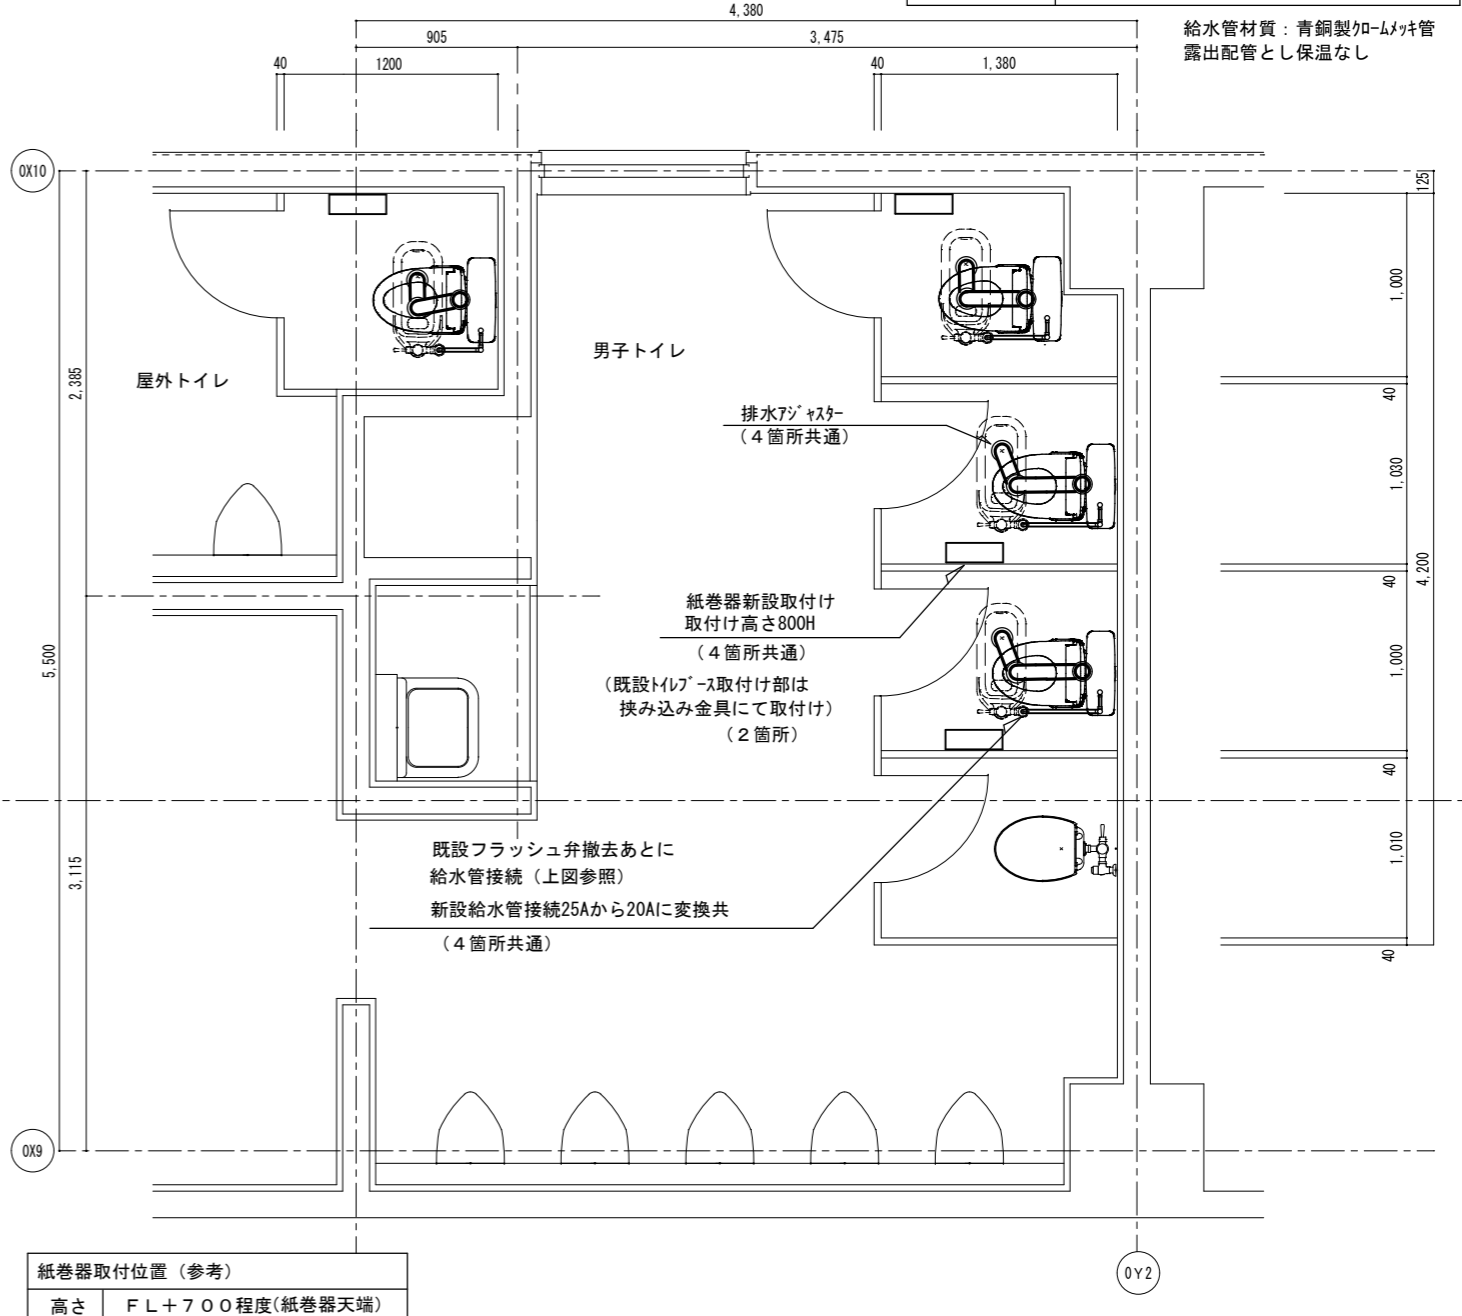 4,380
905
3,475
給水管材質：青銅製ｸﾛｰﾑﾒｯｷ管
露出配管とし保温なし
40
1200
40
1,380
0X10
125
1,000
男子トイレ
屋外トイレ
2,385
40
排水ｱｼﾞｬｽﾀｰ
（４箇所共通）
1,030
4,200
40
紙巻器新設取付け
取付け高さ800H
（４箇所共通）
5,500
1,000
（既設ﾄｲﾚﾌﾞｰｽ取付け部は
挟み込み金具にて取付け）
（２箇所）
40
3,115
既設フラッシュ弁撤去あとに
給水管接続（上図参照）
1,010
新設給水管接続25Aから20Aに変換共
（４箇所共通）
40
0X9
0Y2
紙巻器取付位置（参考）
高さ ＦＬ＋７００程度(紙巻器天端)